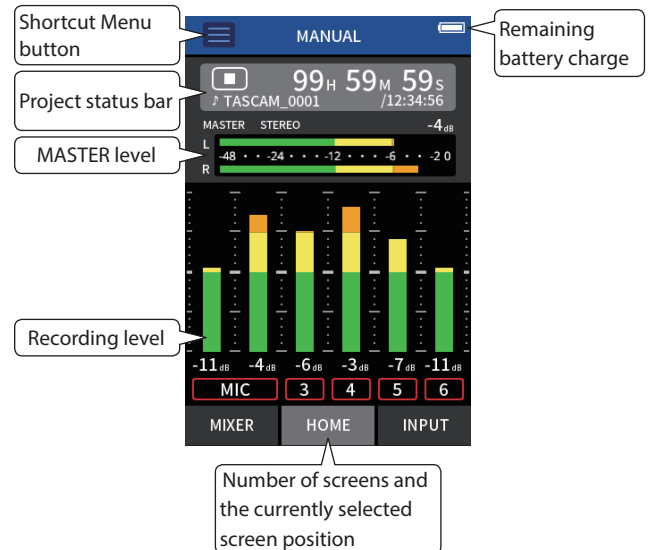 Shortcut Menu
button
MANUAL
Remaining
battery charge
Project status bar
99H 59M 59S
♪ TASCAM_0001 /12:34:56
MASTER STEREO -4dB
MASTER level
L
-48 • • -24 • • • -12 • • • -6 • • -2 0
R
Recording level
-11dB -4dB -6dB -3dB -7dB -11dB
MIC 3 4 5 6
MIXER HOME INPUT
Number of screens and
the currently selected
screen position